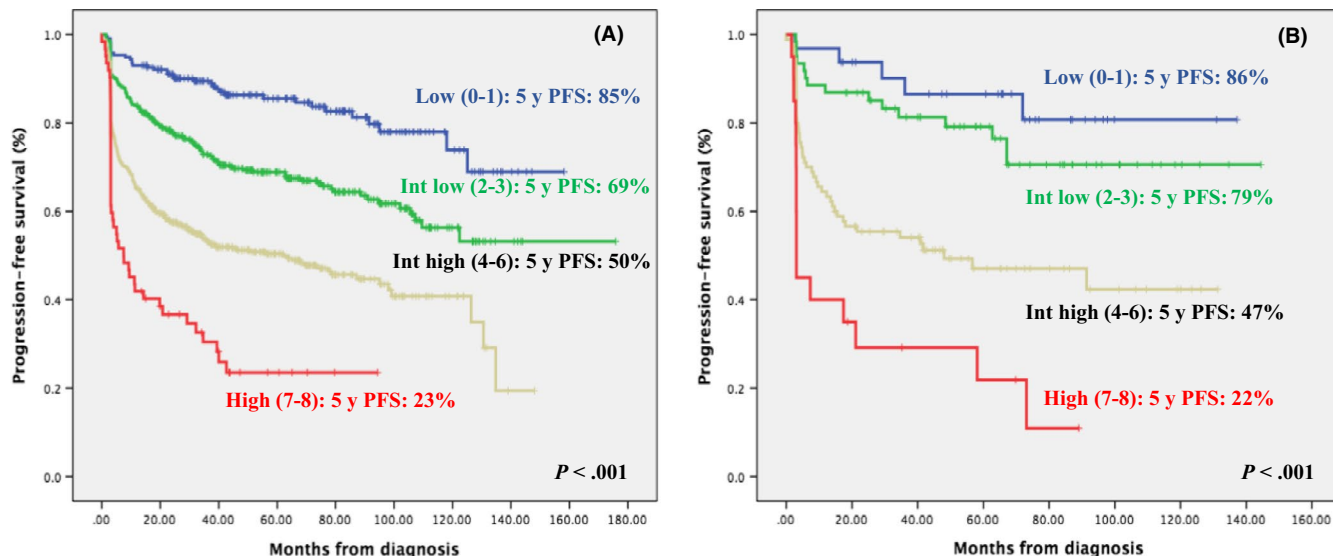 (A)
Progression-free survival (%)
1.0
0.8
0.6
0.4
0.2
0.0
Low (0-1): 5 y PFS: 85%
Int low (2-3): 5 y PFS: 69%
Int high (4-6): 5 y PFS: 50%
High (7-8): 5 y PFS: 23%
P < .001
.00 20.00 40.00 60.00 80.00 100.00 120.00 140.00 160.00 180.00
Months from diagnosis
(B)
Progression-free survival (%)
1.0
0.8
0.6
0.4
0.2
0.0
Low (0-1): 5 y PFS: 86%
Int low (2-3): 5 y PFS: 79%
Int high (4-6): 5 y PFS: 47%
High (7-8): 5 y PFS: 22%
P < .001
.00 20.00 40.00 60.00 80.00 100.00 120.00 140.00 160.00
Months from diagnosis